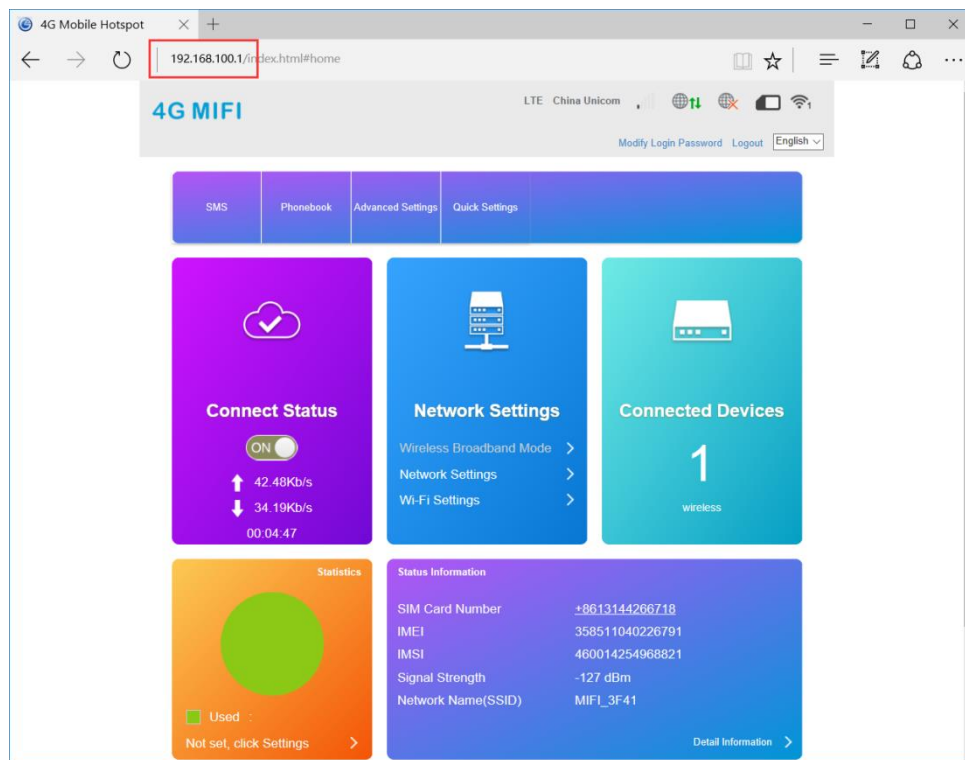 4G Mobile Hotspot
192.168.100.1/index.html#home
4G MIFI
LTE China Unicom
1
Modify Login Password Logout English
SMS Phonebook Advanced Settings Quick Settings
Connect Status
ON
42.48Kb/s
34.19Kb/s
00:04:47
Network Settings
Wireless Broadband Mode
Network Settings
Wi-Fi Settings
Connected Devices
1
wireless
Statistics
Used :
Not set, click Settings
Status Information
SIM Card Number +8613144266718
IMEI 358511040226791
IMSI 460014254968821
Signal Strength -127 dBm
Network Name(SSID) MIFI_3F41
Detail Information